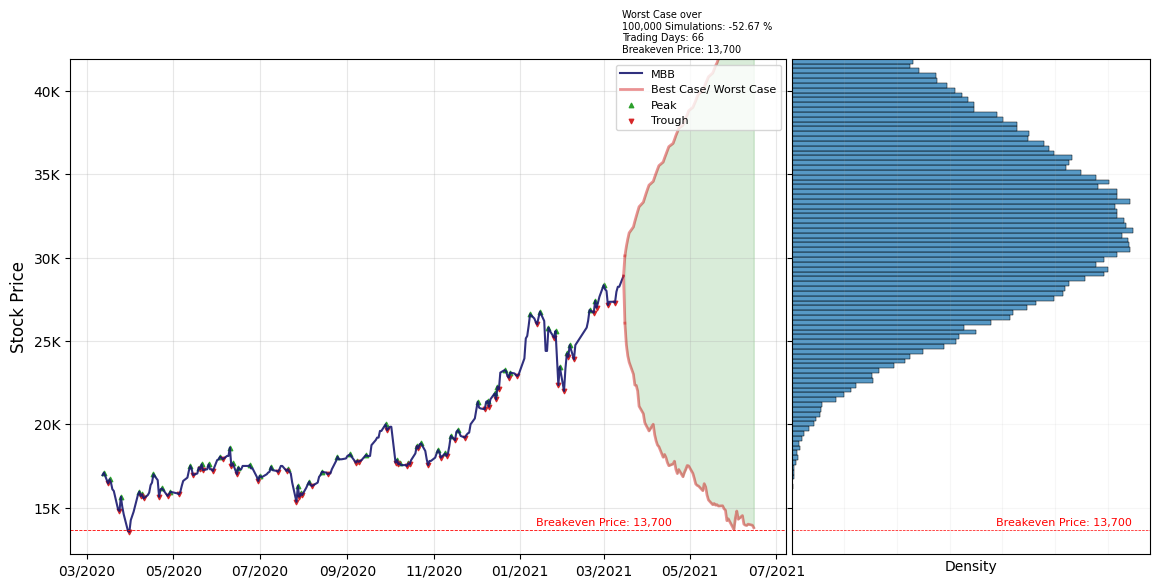 Worst Case over
100,000 Simulations: -52.67 %
Trading Days: 66
Breakeven Price: 13,700
MBB
Best Case/ Worst Case
Peak
Trough
Stock Price
40K
35K
30K
25K
20K
15K
Breakeven Price: 13,700
Breakeven Price: 13,700
03/2020
05/2020
07/2020
09/2020
11/2020
01/2021
03/2021
05/2021
07/2021
Density